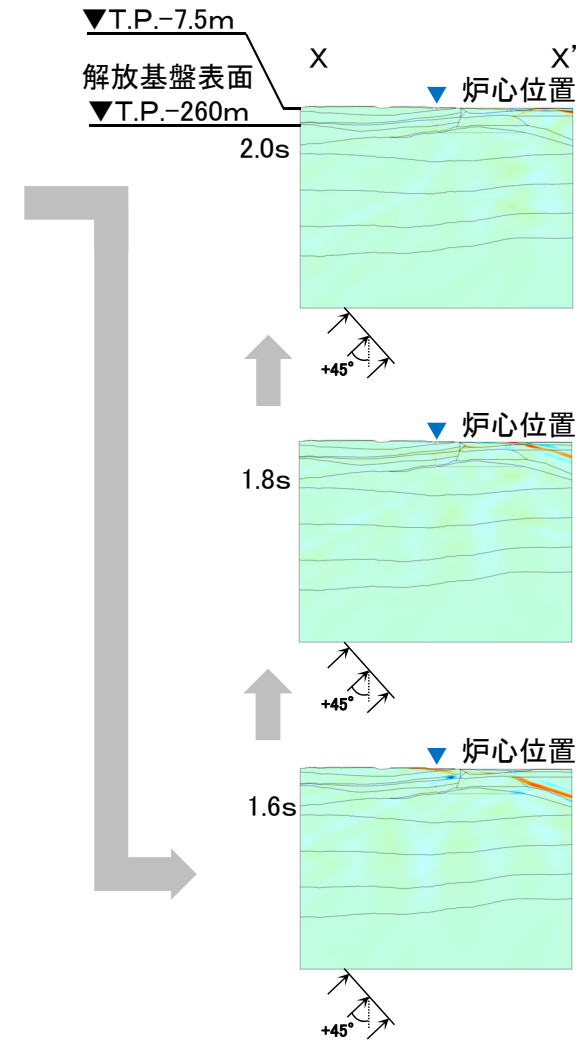 ▼T.P.-7.5m
X X'
解放基盤表面
▼T.P.-260m
▼ 炉心位置
2.0s
+45°
▼ 炉心位置
1.8s
+45°
▼ 炉心位置
1.6s
+45°